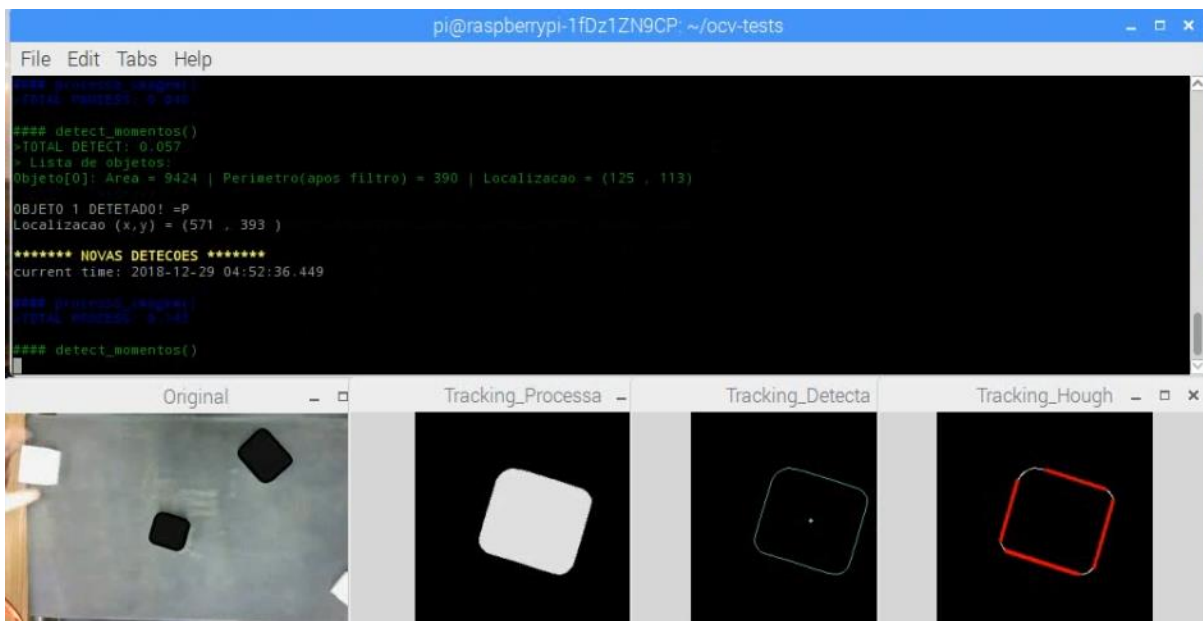 pi@raspberrypi-1fDz1ZN9CP: ~/ocv-tests
File Edit Tabs Help
#### detect_momentos()
>TOTAL DETECT: 0.057
> Lista de objetos:
Objeto[0]: Area = 9424 | Perimetro(apos filtro) = 390 | Localizacao = (125 , 113)
OBJETO 1 DETETADO! =P
Localizacao (x,y) = (571 , 393 )
******* NOVAS DETECOES *******
current time: 2018-12-29 04:52:36.449
#### detect_momentos()
Original
Tracking_Processa
Tracking_Detecta
Tracking_Hough